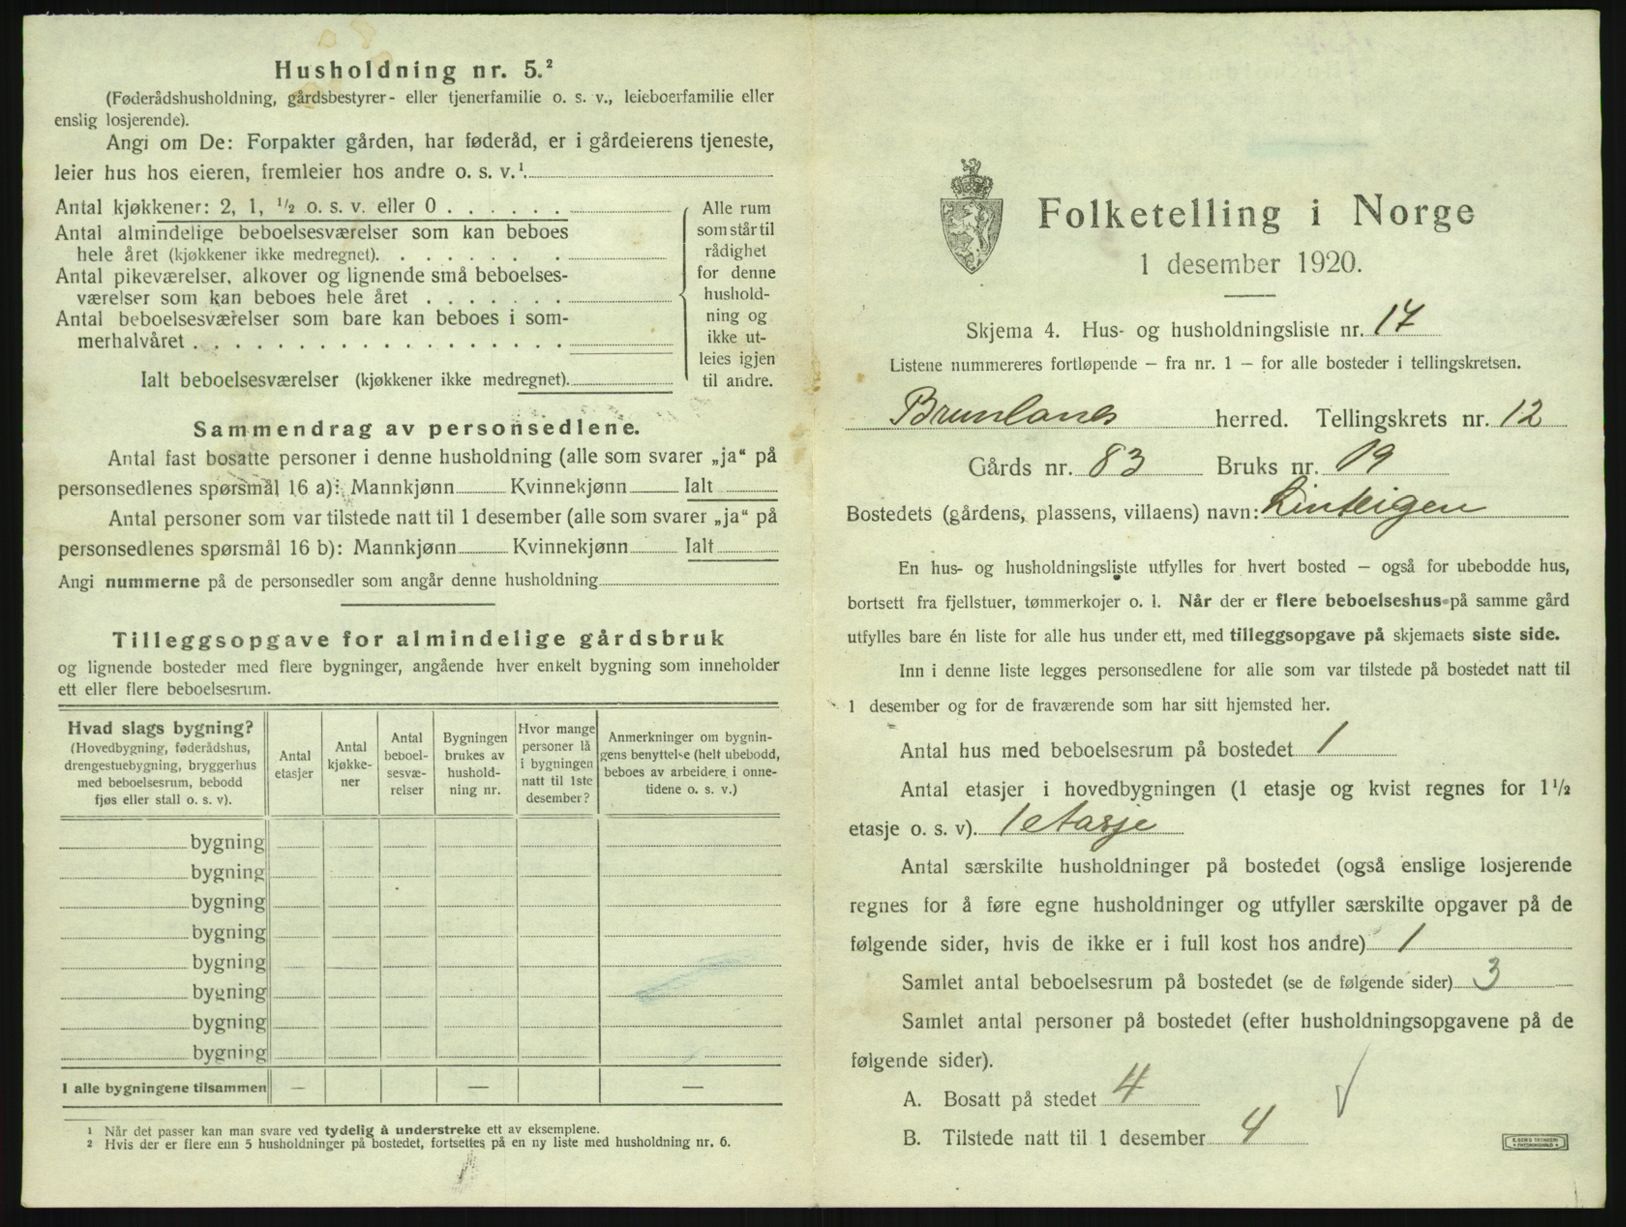 Husholdning nr. 5.²
(Føderådshusholdning, gårdsbestyrer- eller tjenerfamilie o. s. v., leieboerfamilie eller
enslig losjerende).
Angi om De: Forpakter gården, har føderåd, er i gårdeierens tjeneste,
leier hus hos eieren, fremleier hos andre o. s. v.¹
Antal kjøkkener: 2, 1, ½ o. s. v. eller 0
Antal almindelige beboelsesværelser som kan beboes
hele året (kjøkkener ikke medregnet).
Antal pikeværelser, alkover og lignende små beboelses-
værelser som kan beboes hele året
Antal beboelsesværelser som bare kan beboes i som-
merhalvåret
Ialt beboelsesværelser (kjøkkener ikke medregnet).
Alle rum
som står til
rådighet
for denne
hushold-
ning og
ikke ut-
leies igjen
til andre.
Sammendrag av personsedlene.
Antal fast bosatte personer i denne husholdning (alle som svarer „ja“ på
personsedlenes spørsmål 16 a): Mannkjønn Kvinnekjønn Ialt
Antal personer som var tilstede natt til 1 desember (alle som svarer „ja“ på
personsedlenes spørsmål 16 b): Mannkjønn Kvinnekjønn Ialt
Angi nummerne på de personsedler som angår denne husholdning
Tilleggsopgave for almindelige gårdsbruk
og lignende bosteder med flere bygninger, angående hver enkelt bygning som inneholder
ett eller flere beboelsesrum.
Hvad slags bygning?
(Hovedbygning, føderådshus,
drengestuebygning, bryggerhus
med beboelsesrum, bebodd
fjøs eller stall o. s. v).
Antal
etasjer
Antal
kjøkke-
ner
Antal
beboel-
sesvæ-
relser
Bygningen
brukes av
hushold-
ning nr.
Hvor mange
personer lå
i bygningen
natt til 1ste
desember?
Anmerkninger om bygnin-
gens benyttelse (helt ubebodd,
beboes av arbeidere i onne-
tidene o. s. v.)
bygning
bygning
bygning
bygning
bygning
bygning
bygning
bygning
I alle bygningene tilsammen — — —
¹ Når det passer kan man svare ved tydelig å understreke ett av eksemplene.
² Hvis der er flere enn 5 husholdninger på bostedet, fortsettes på en ny liste med husholdning nr. 6.
Folketelling i Norge
1 desember 1920.
Skjema 4. Hus- og husholdningsliste nr. 17
Listene nummereres fortløpende — fra nr. 1 — for alle bosteder i tellingskretsen.
Brunlanes herred. Tellingskrets nr. 12
Gårds nr. 83 Bruks nr. 19
Bostedets (gårdens, plassens, villaens) navn: Linteigen
En hus- og husholdningsliste utfylles for hvert bosted — også for ubebodde hus,
bortsett fra fjellstuer, tømmerkojer o. l. Når der er flere beboelseshus på samme gård
utfylles bare én liste for alle hus under ett, med tilleggsopgave på skjemaets siste side.
Inn i denne liste legges personsedlene for alle som var tilstede på bostedet natt til
1 desember og for de fraværende som har sitt hjemsted her.
Antal hus med beboelsesrum på bostedet 1
Antal etasjer i hovedbygningen (1 etasje og kvist regnes for 1½
etasje o. s. v). 1 etasje
Antal særskilte husholdninger på bostedet (også enslige losjerende
regnes for å føre egne husholdninger og utfyller særskilte opgaver på de
følgende sider, hvis de ikke er i full kost hos andre) 1
Samlet antal beboelsesrum på bostedet (se de følgende sider) 3
Samlet antal personer på bostedet (efter husholdningsopgavene på de
følgende sider).
A. Bosatt på stedet 4
B. Tilstede natt til 1 desember 4